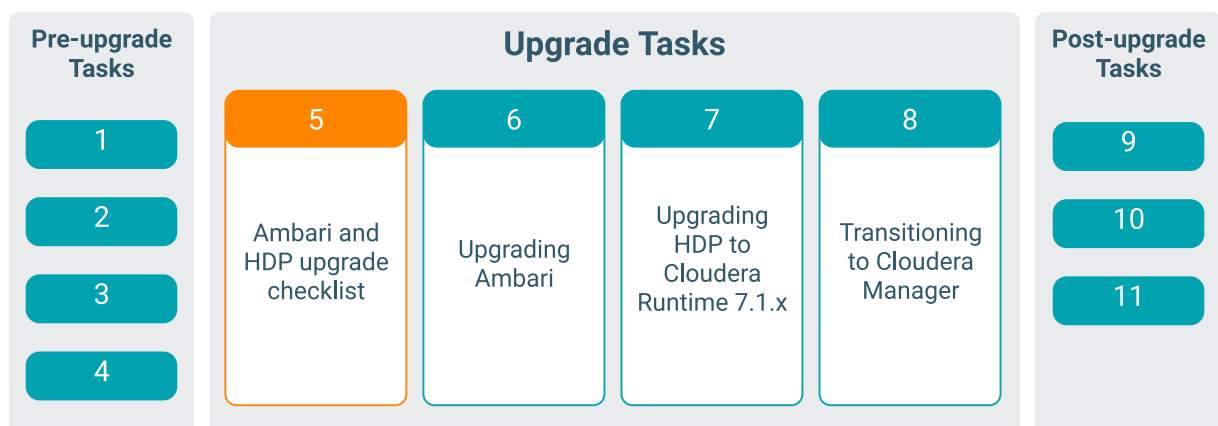 Pre-upgrade
Tasks
1
2
3
4
Upgrade Tasks
5
Ambari and
HDP upgrade
checklist
6
Upgrading
Ambari
7
Upgrading
HDP to
Cloudera
Runtime 7.1.x
8
Transitioning
to Cloudera
Manager
Post-upgrade
Tasks
9
10
11